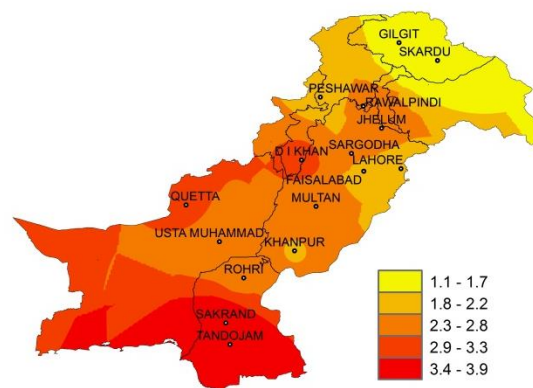 GILGIT
SKARDU
PESHAWAR
RAWALPINDI
JHELUM
D I KHAN
SARGODHA
LAHORE
FAISALABAD
QUETTA
MULTAN
USTA MUHAMMAD
KHANPUR
ROHRI
SAKRAND
TANDOJAM
1.1 - 1.7
1.8 - 2.2
2.3 - 2.8
2.9 - 3.3
3.4 - 3.9